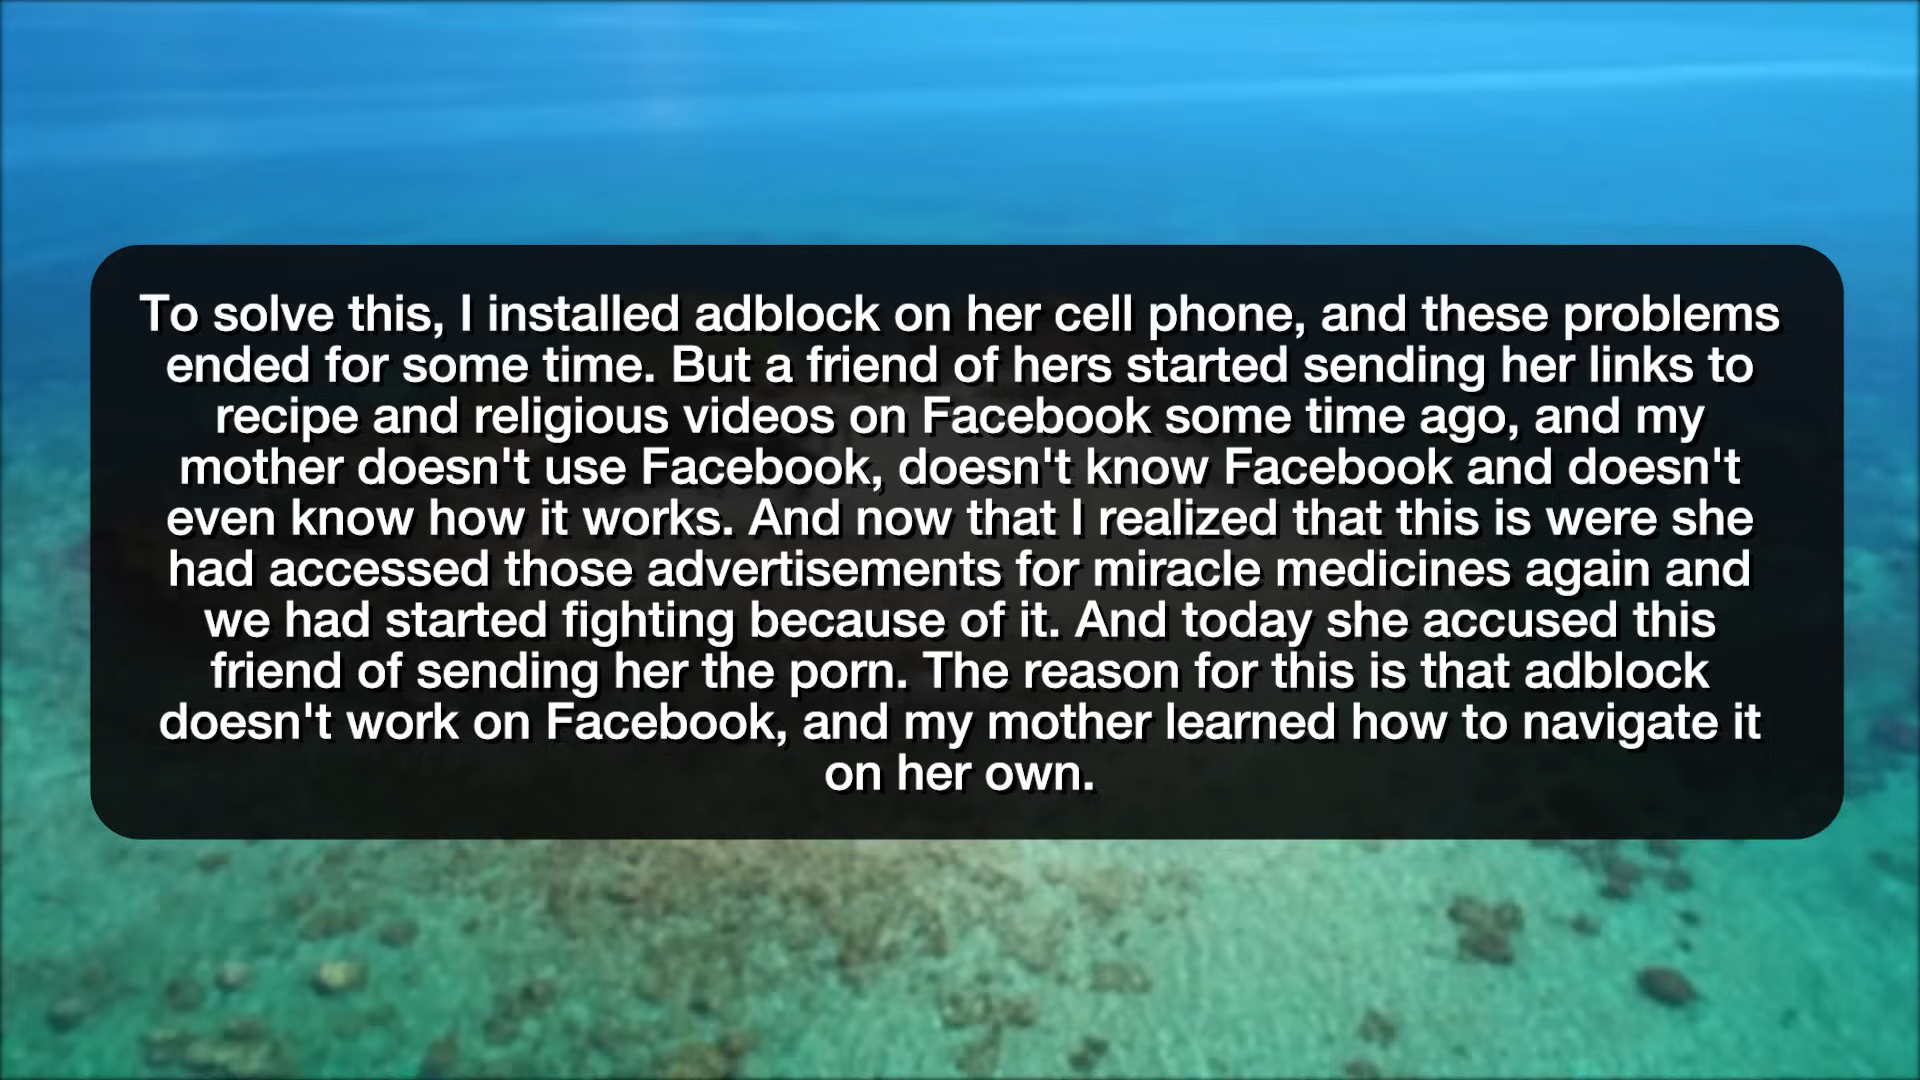 To solve this, I installed adblock on her cell phone, and these problems
ended for some time. But a friend of hers started sending her links to
recipe and religious videos on Facebook some time ago, and my
mother doesn't use Facebook, doesn't know Facebook and doesn't
even know how it works. And now that I realized that this is were she
had accessed those advertisements for miracle medicines again and
we had started fighting because of it. And today she accused this
friend of sending her the porn. The reason for this is that adblock
doesn't work on Facebook, and my mother learned how to navigate it
on her own.